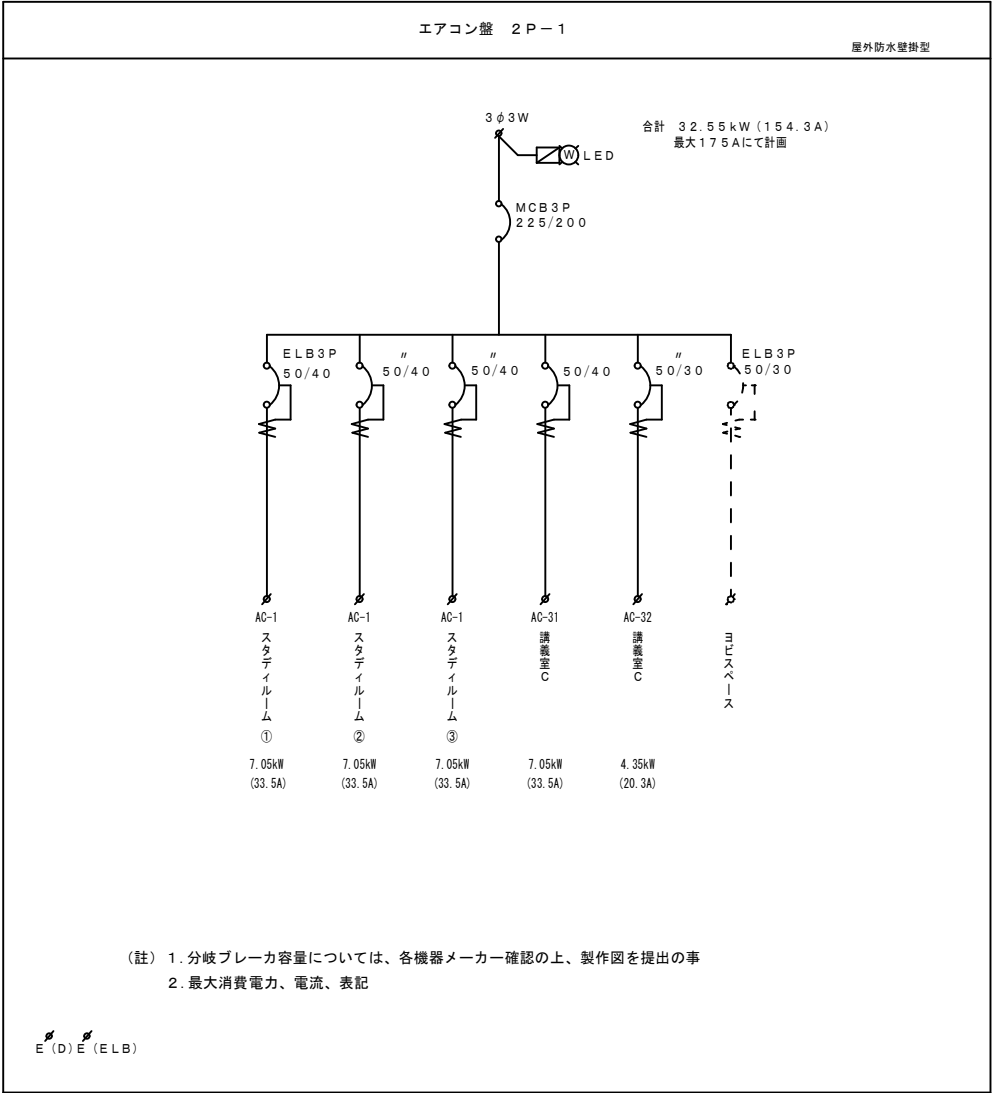 エアコン盤 2P－1
屋外防水壁掛型
3φ3W
合計 32.55kW(154.3A)
最大175Aにて計画
W LED
MCB3P
225/200
ELB3P
50/40
〃
50/40
〃
50/40
50/40
〃
50/30
ELB3P
50/30
AC-1 AC-1 AC-1 AC-31 AC-32
スタディルーム①
スタディルーム②
スタディルーム③
講義室C
講義室C
ヨビスペース
7.05kW 7.05kW 7.05kW 7.05kW 4.35kW
(33.5A) (33.5A) (33.5A) (33.5A) (20.3A)
(註) 1.分岐ブレーカ容量については、各機器メーカー確認の上、製作図を提出の事
2.最大消費電力、電流、表記
E(D) E(ELB)